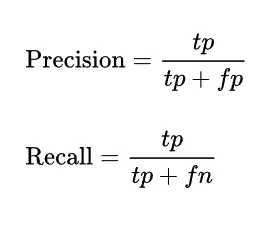 Precision = tp / (tp + fp)
Recall = tp / (tp + fn)